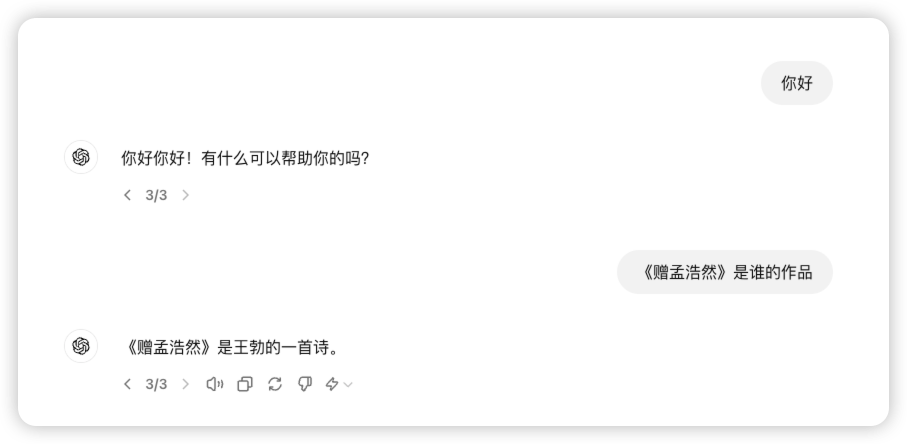 你好
你好你好！有什么可以帮助你的吗？
3/3
《赠孟浩然》是谁的作品
《赠孟浩然》是王勃的一首诗。
3/3